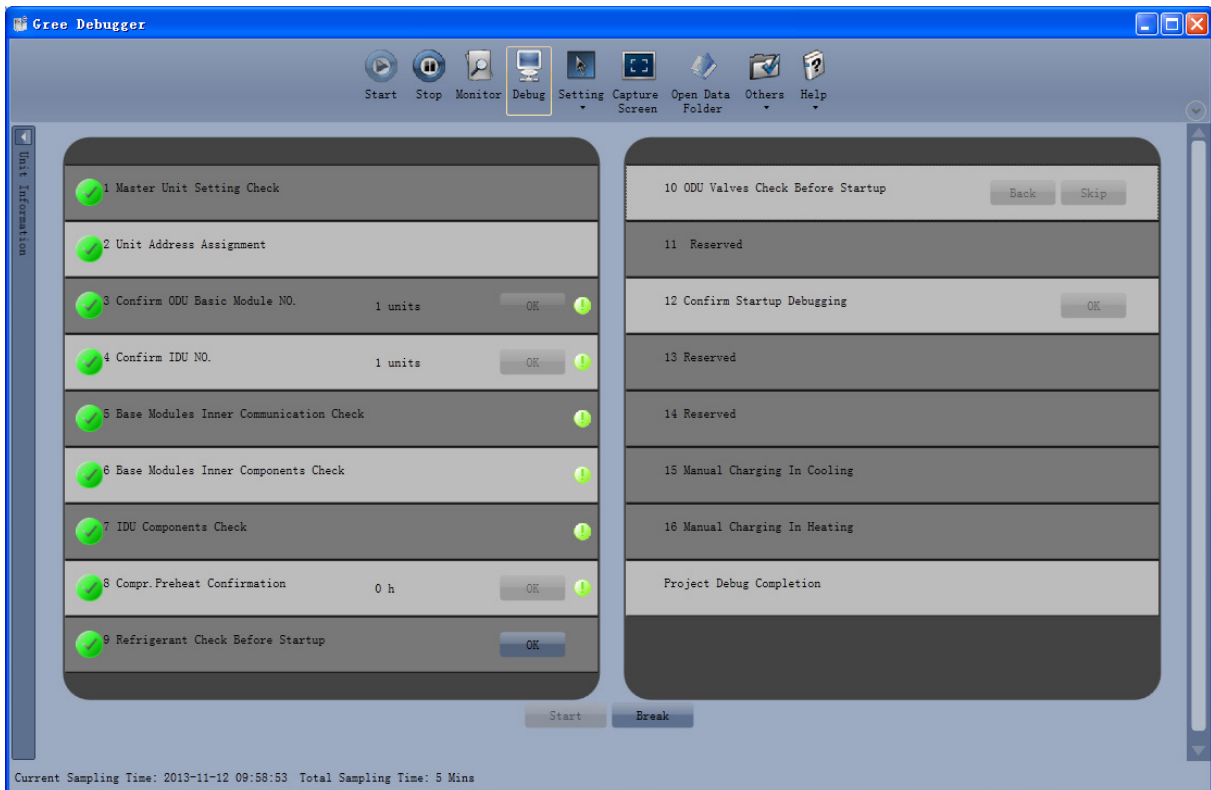 Gree Debugger
Start Stop Monitor Debug Setting Capture Screen Open Data Folder Others Help
Unit Information
1 Master Unit Setting Check
2 Unit Address Assignment
3 Confirm ODU Basic Module NO. 1 units OK
4 Confirm IDU NO. 1 units OK
5 Base Modules Inner Communication Check
6 Base Modules Inner Components Check
7 IDU Components Check
8 Compr.Preheat Confirmation 0 h OK
9 Refrigerant Check Before Startup OK
10 ODU Valves Check Before Startup Back Skip
11 Reserved
12 Confirm Startup Debugging OK
13 Reserved
14 Reserved
15 Manual Charging In Cooling
16 Manual Charging In Heating
Project Debug Completion
Start Break
Current Sampling Time: 2013-11-12 09:58:53 Total Sampling Time: 5 Mins